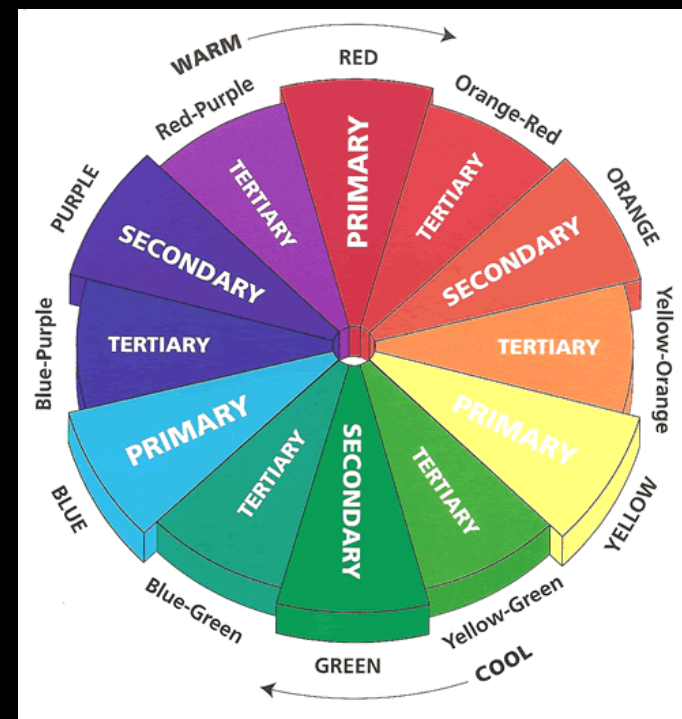 WARM
RED
Orange-Red
ORANGE
Yellow-Orange
YELLOW
Yellow-Green
COOL
GREEN
Blue-Green
BLUE
Blue-Purple
PURPLE
Red-Purple
PRIMARY
TERTIARY
SECONDARY
TERTIARY
PRIMARY
TERTIARY
SECONDARY
TERTIARY
PRIMARY
TERTIARY
SECONDARY
TERTIARY